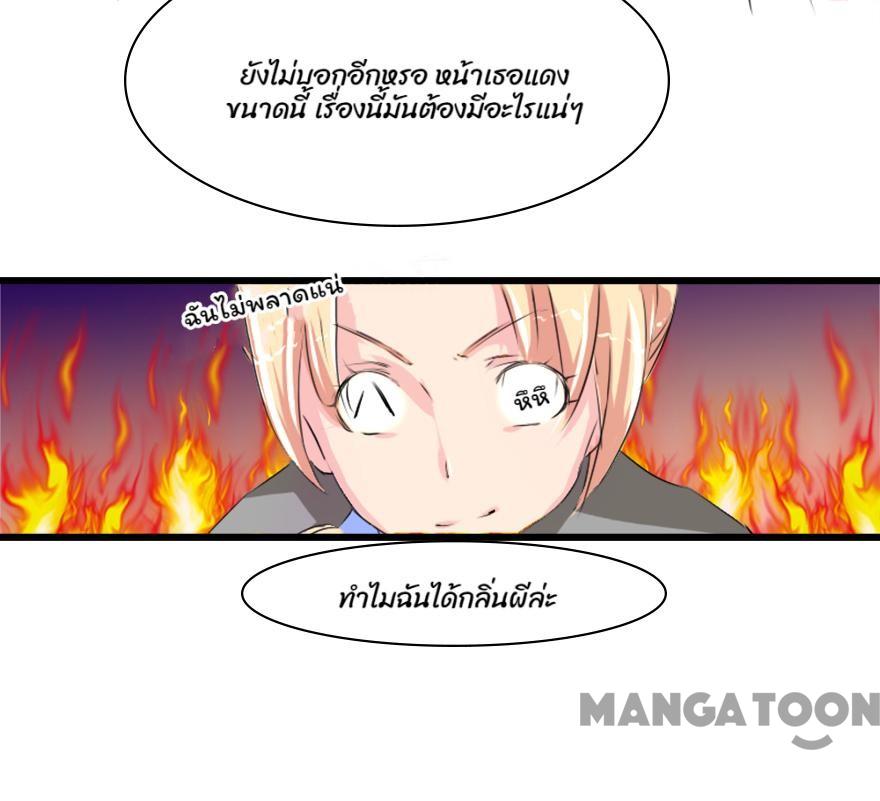 ยังไม่บอกอีกหรอ หน้าเธอแดง
ขนาดนี้ เรื่องนี้มันต้องมีอะไรแน่ๆ
ฉันไม่พลาดแน่
หึหึ
ทำไมฉันได้กลิ่นผีล่ะ
MANGATOON